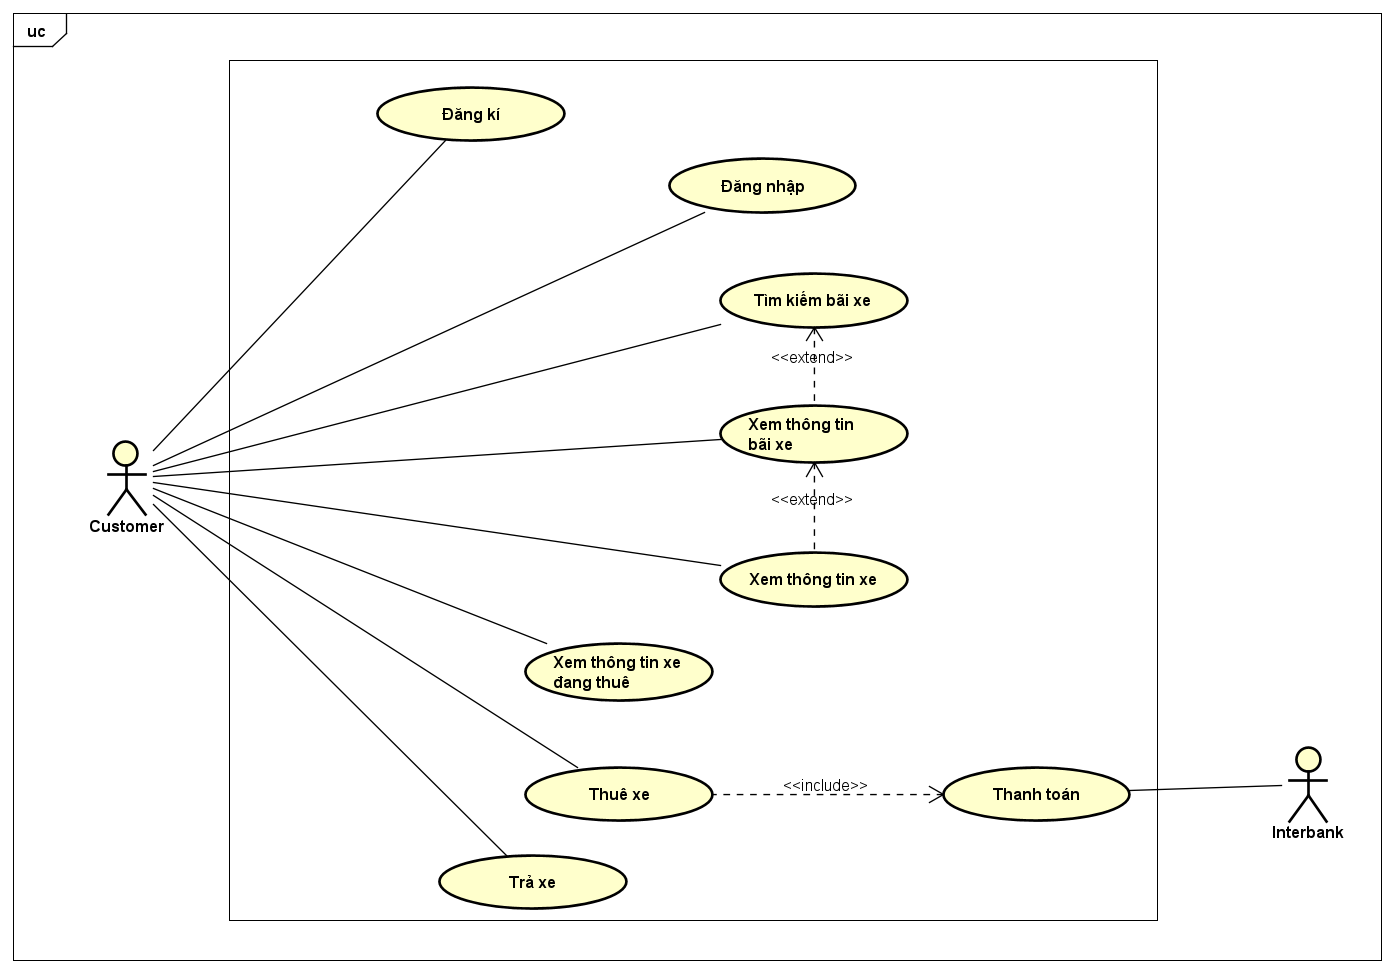 uc
Đăng kí
Đăng nhập
Tìm kiếm bãi xe
<<extend>>
Xem thông tin
bãi xe
<<extend>>
Customer
Xem thông tin xe
Xem thông tin xe
đang thuê
Thuê xe
<<include>>
Thanh toán
Interbank
Trả xe